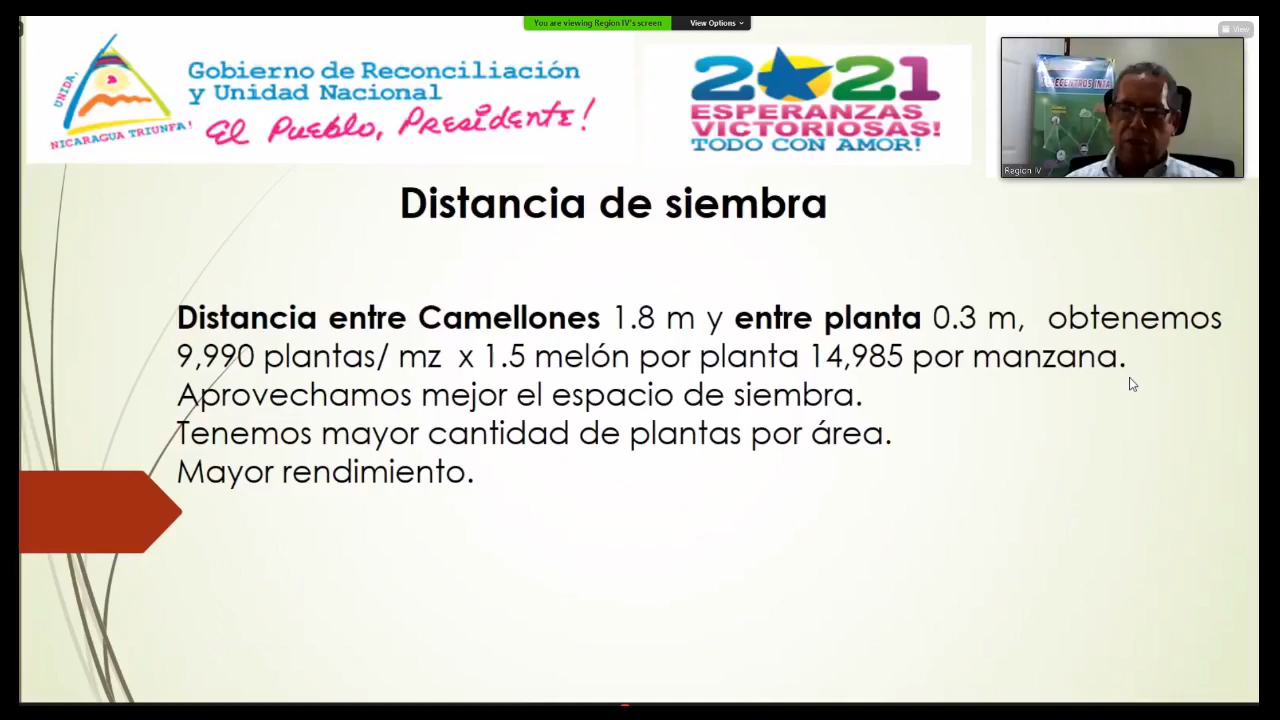 You are viewing Region IV's screen
View Options
View
UNIDA,
NICARAGUA TRIUNFA!
Gobierno de Reconciliación
y Unidad Nacional
El Pueblo, Presidente!
2021
ESPERANZAS
VICTORIOSAS!
TODO CON AMOR!
Region IV
Distancia de siembra
Distancia entre Camellones 1.8 m y entre planta 0.3 m, obtenemos
9,990 plantas/ mz x 1.5 melón por planta 14,985 por manzana.
Aprovechamos mejor el espacio de siembra.
Tenemos mayor cantidad de plantas por área.
Mayor rendimiento.